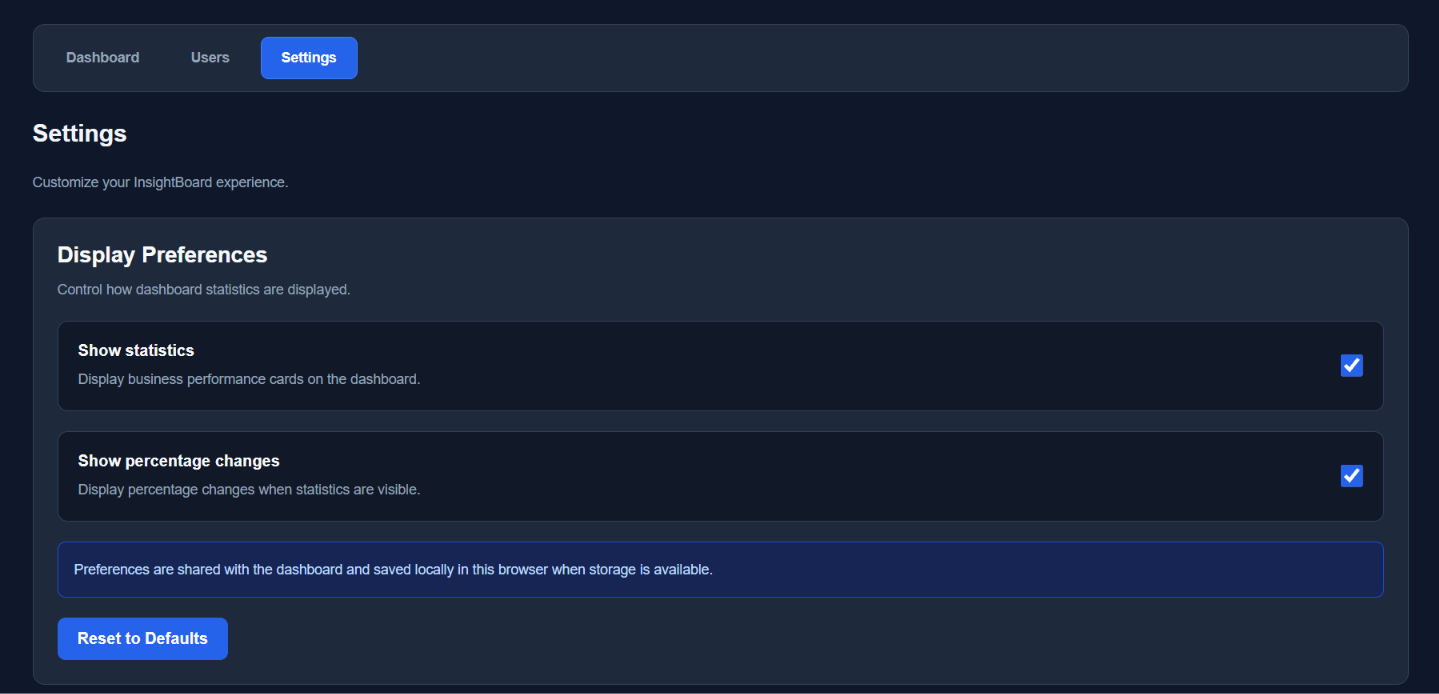 Dashboard
Users
Settings
Settings
Customize your InsightBoard experience.
Display Preferences
Control how dashboard statistics are displayed.
Show statistics
Display business performance cards on the dashboard.
Show percentage changes
Display percentage changes when statistics are visible.
Preferences are shared with the dashboard and saved locally in this browser when storage is available.
Reset to Defaults